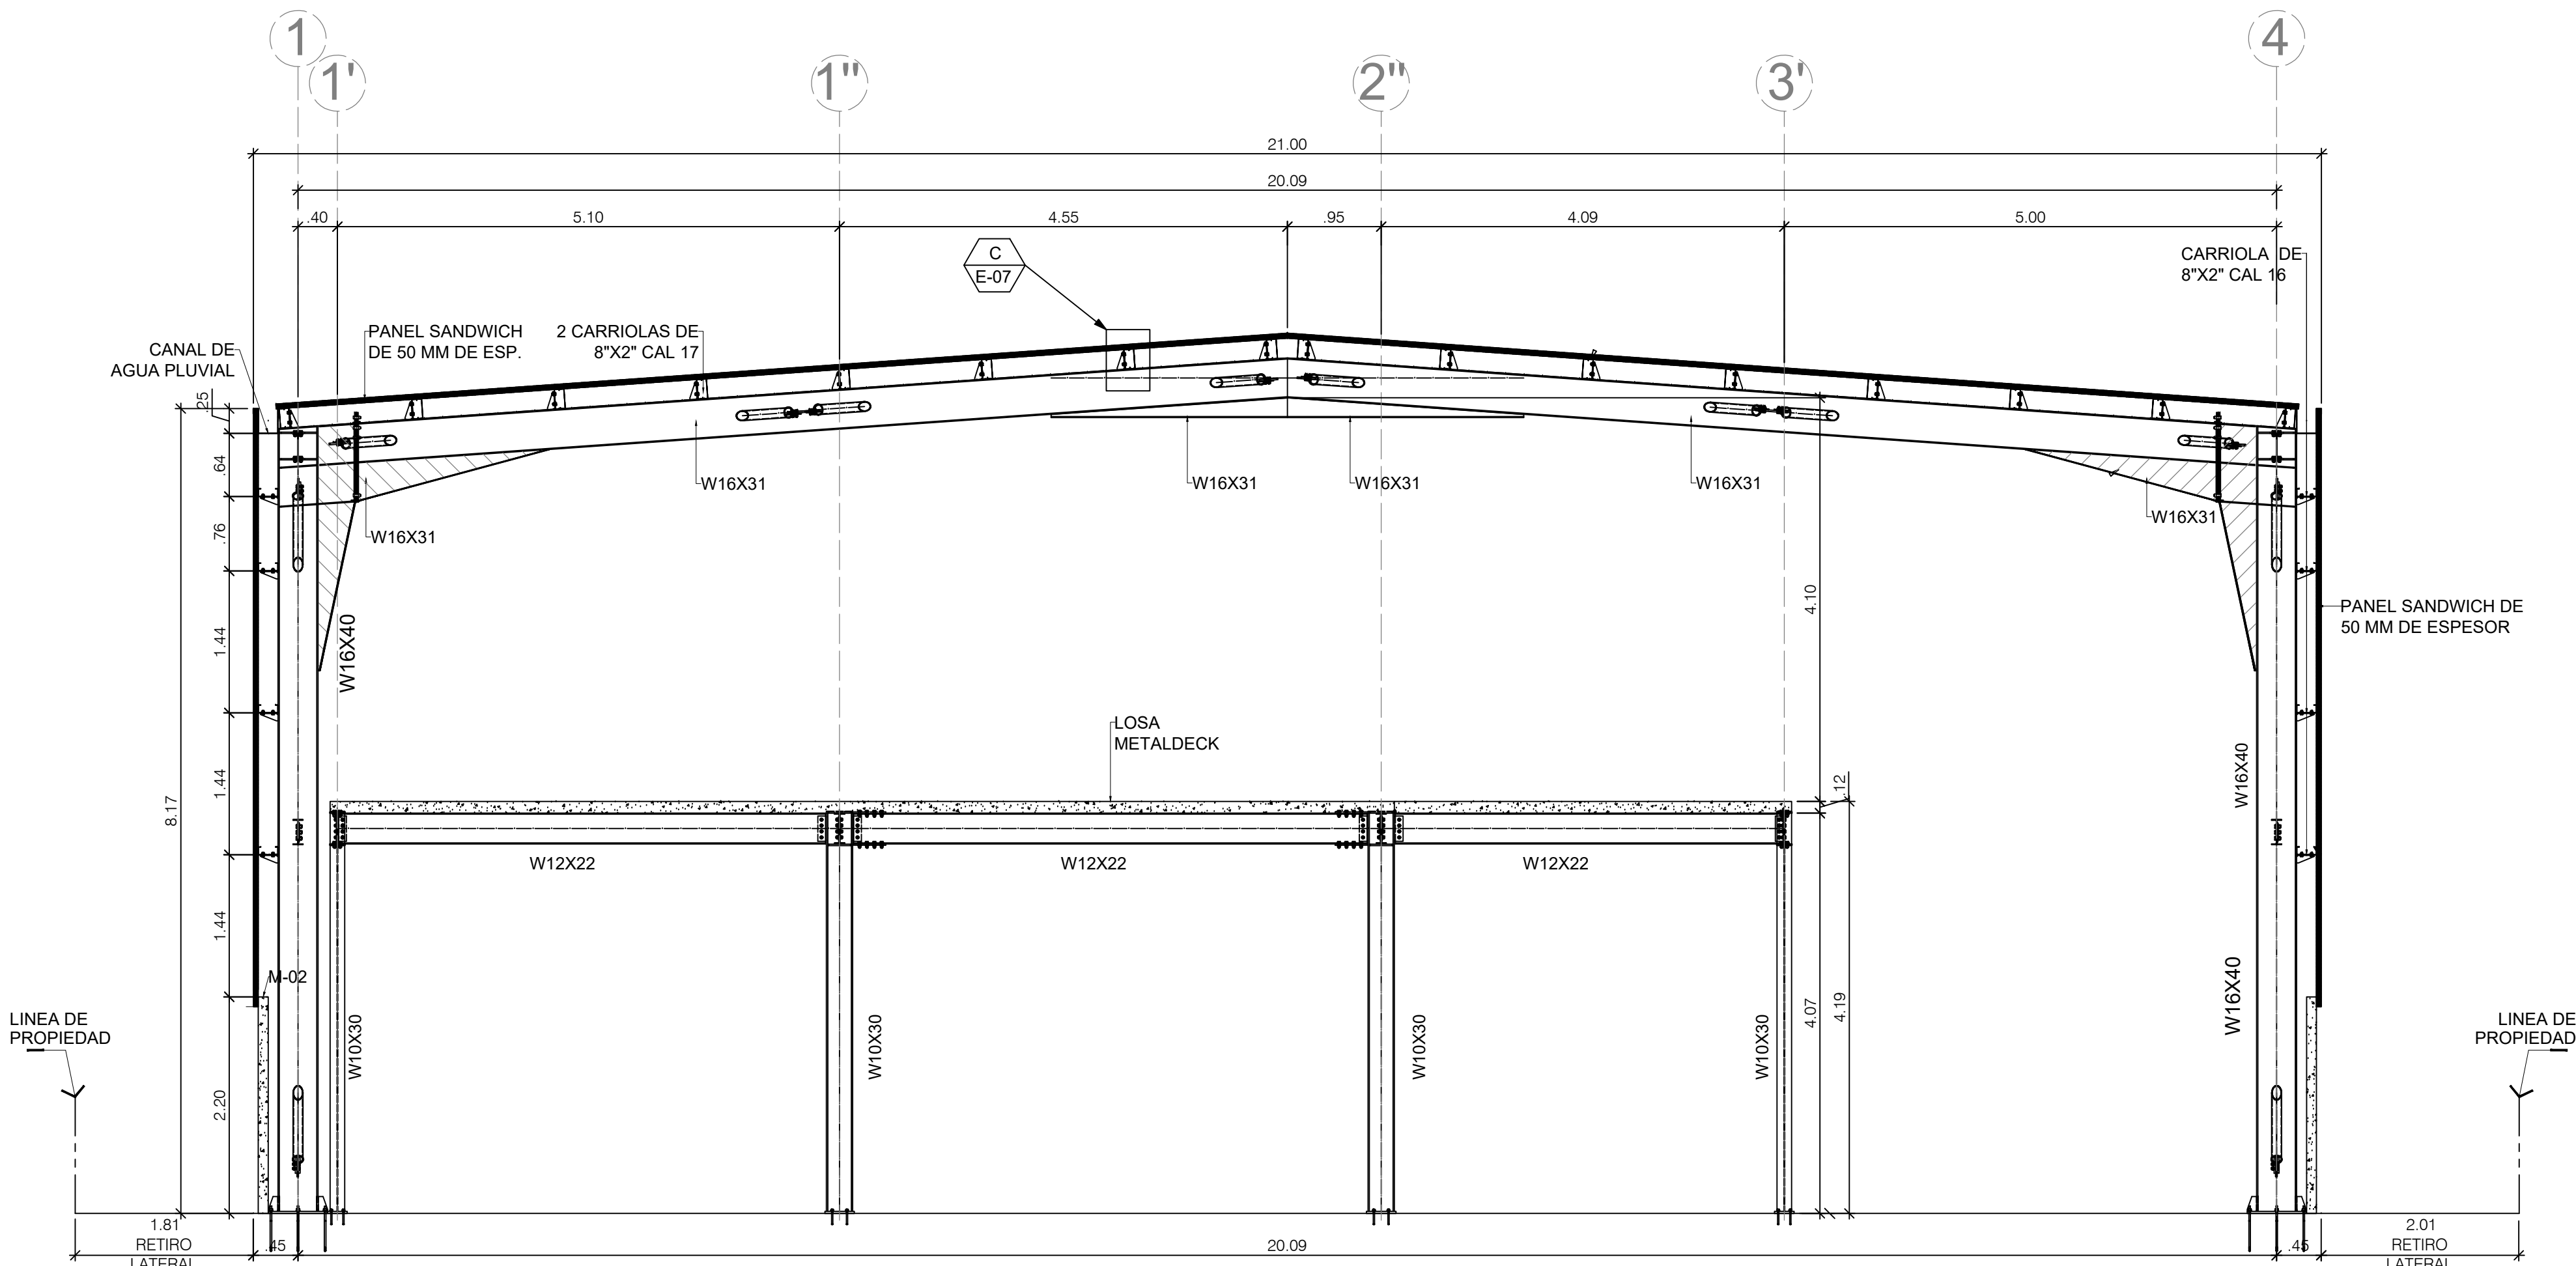 1
4
1'
1"
2"
3'
21.00
20.09
.40
5.10
4.55
.95
4.09
5.00
C
E-07
CARRIOLA DE
8"X2" CAL 16
PANEL SANDWICH
DE 50 MM DE ESP.
2 CARRIOLAS DE
8"X2" CAL 17
CANAL DE
AGUA PLUVIAL
.25
.64
.76
1.44
1.44
1.44
2.20
8.17
W16X31
W16X31
W16X31
W16X31
W16X31
W16X31
W16X40
4.10
PANEL SANDWICH DE
50 MM DE ESPESOR
LOSA
METALDECK
W16X40
.12
W12X22
W12X22
W12X22
M-02
W16X40
4.07
4.19
LINEA DE
PROPIEDAD
W10X30
W10X30
W10X30
W10X30
LINEA DE
PROPIEDAD
1.81
RETIRO
LATERAL
.45
20.09
.45
2.01
RETIRO
LATERAL